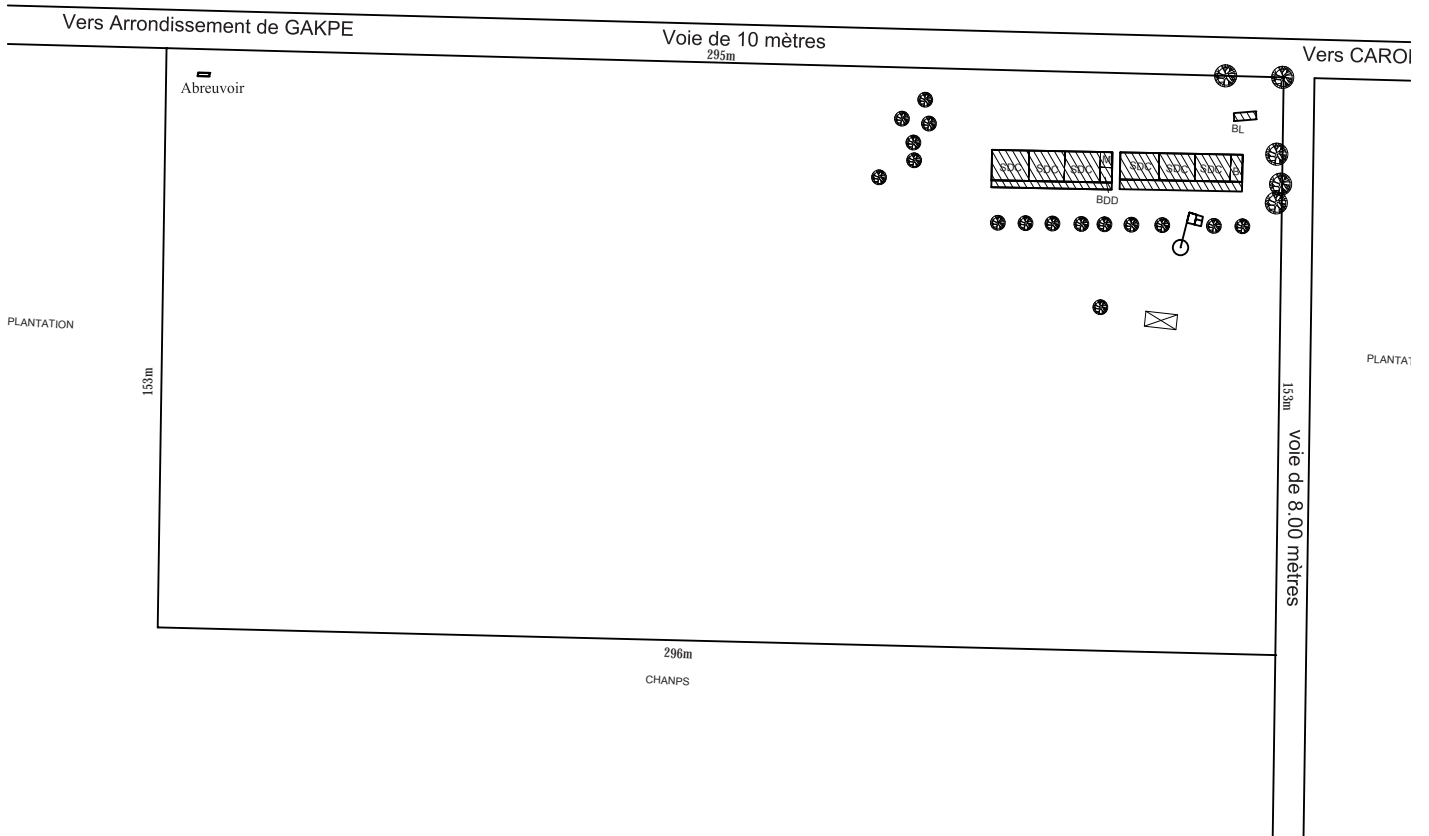 Vers Arrondissement de GAKPE
Voie de 10 mètres
295m
Vers CARO
Abreuvoir
BL
SDC
SDC
SDC
M
SDC
SDC
SDC
B
BDD
PLANTATION
PLANTAT
153m
153m
voie de 8.00 mètres
296m
CHANPS